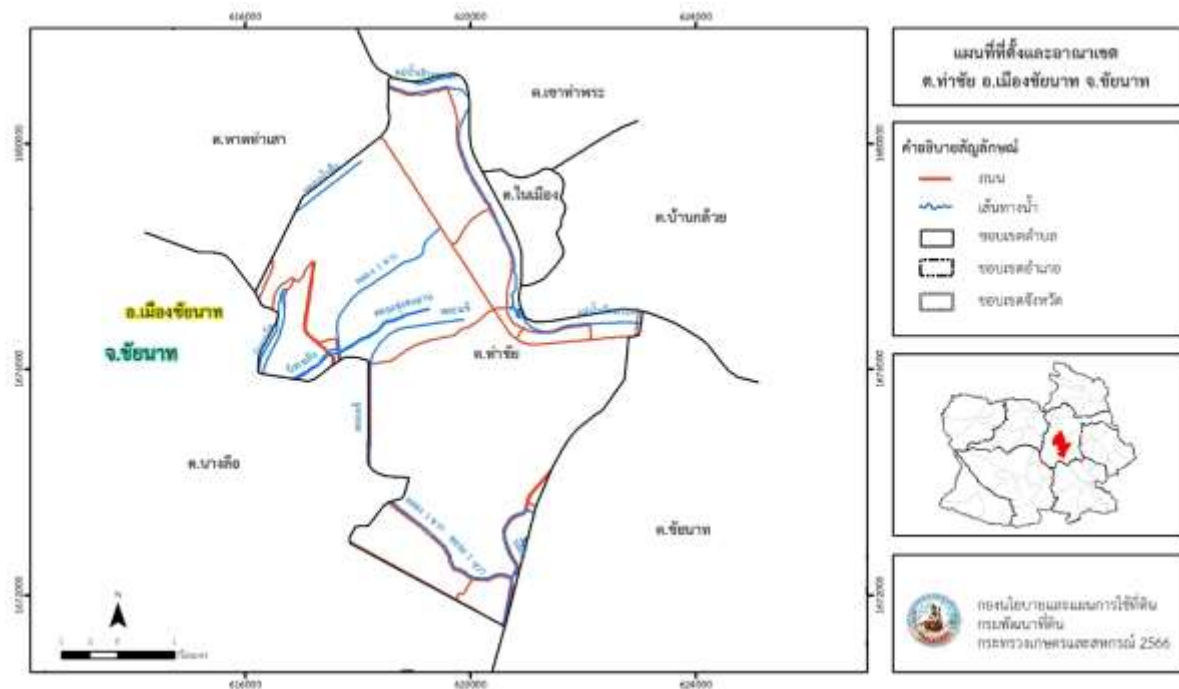 616000 620000 624000
แผนที่ที่ตั้งและอาณาเขต
ต.ท่าชัย อ.เมืองชัยนาท จ.ชัยนาท
คำอธิบายสัญลักษณ์
ถนน
เส้นทางน้ำ
ขอบเขตตำบล
ขอบเขตอำเภอ
ขอบเขตจังหวัด
กองนโยบายและแผนการใช้ที่ดิน
กรมพัฒนาที่ดิน
กระทรวงเกษตรและสหกรณ์ 2566
ต.เขาท่าพระ
ต.หาดท่าเสา
1680000
1680000
ต.ในเมือง
ต.บ้านกล้วย
อ.เมืองชัยนาท
จ.ชัยนาท
ต.ท่าชัย
1676000
ต.นางลือ
ต.ชัยนาท
1672000
1672000
N
616000 620000 624000